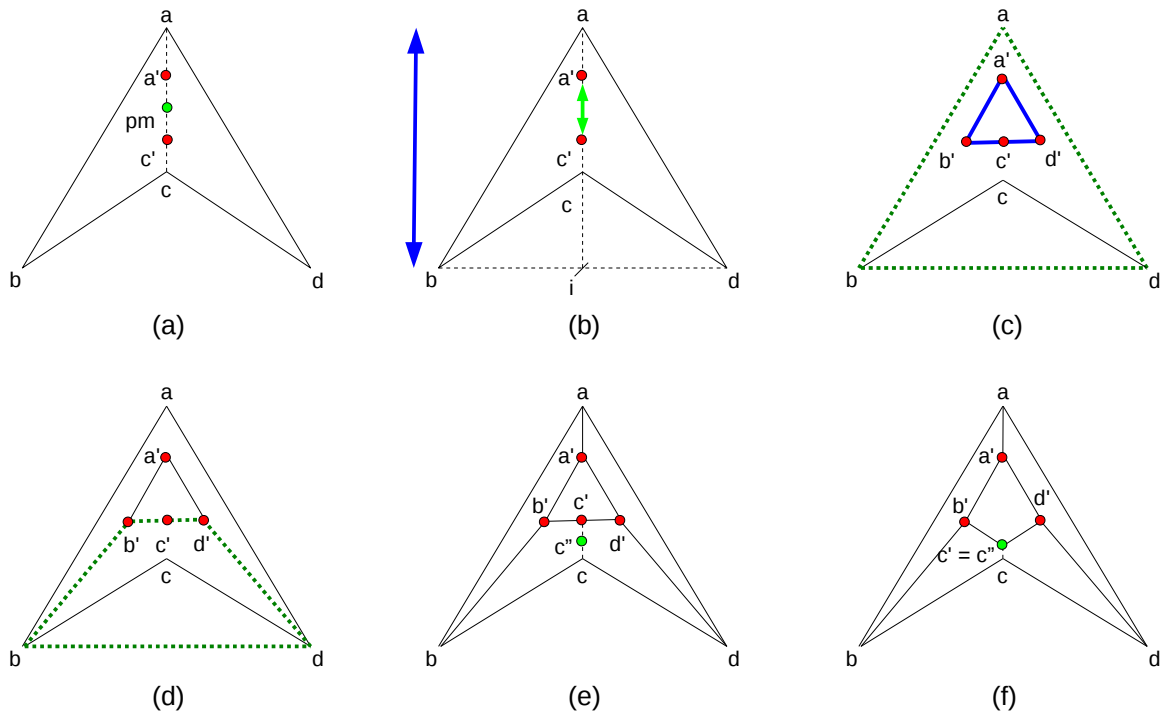 a
a'
pm
c'
c
b
d
(a)
a
a'
c'
c
b
i
d
(b)
a
a'
b'
c'
d'
c
b
d
(c)
a
a'
b'
c'
d'
c
b
d
(d)
a
a'
b'
c'
c”
d'
c
b
d
(e)
a
a'
b'
d'
c' = c”
c
b
d
(f)